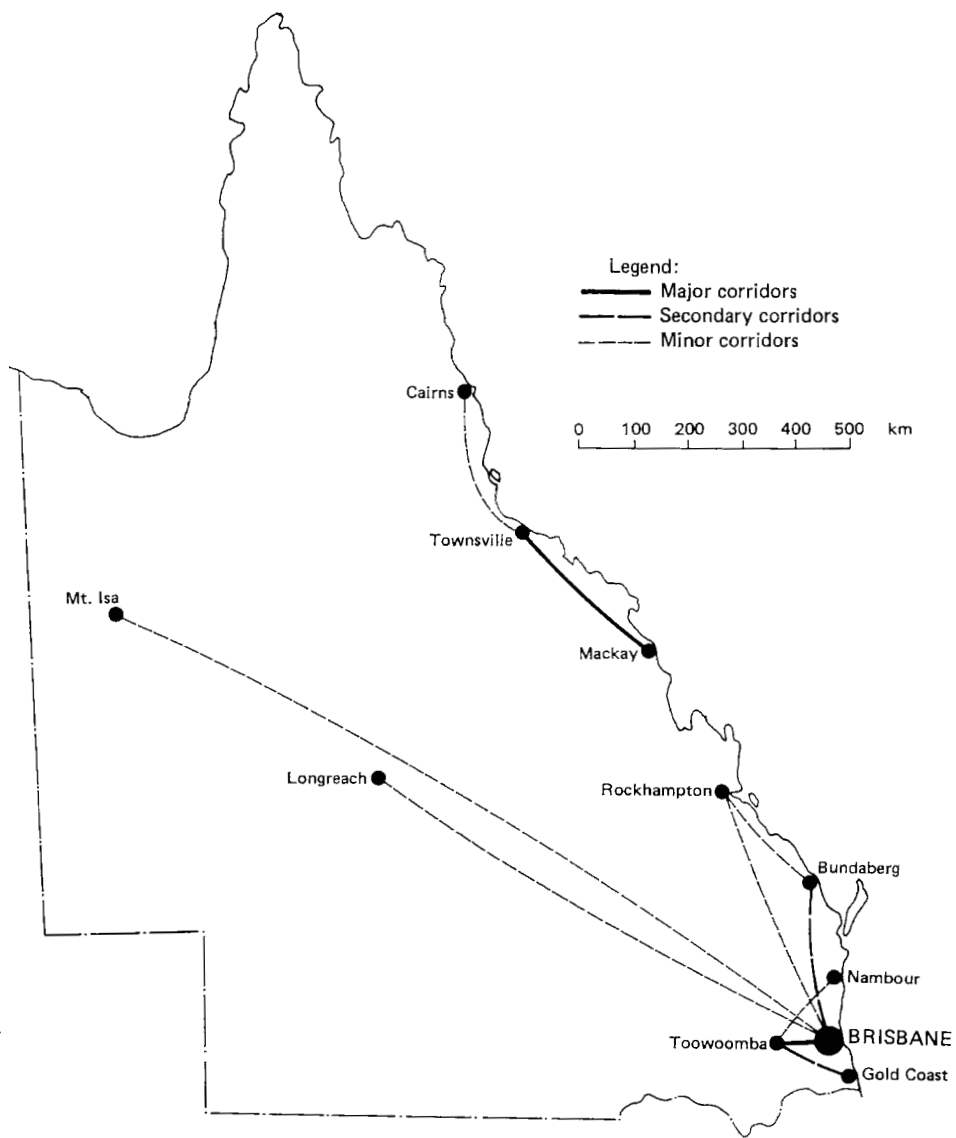 Legend:
Major corridors
Secondary corridors
Minor corridors
Cairns
0 100 200 300 400 500 km
Townsville
Mt. Isa
Mackay
Longreach
Rockhampton
Bundaberg
Nambour
BRISBANE
Toowoomba
Gold Coast